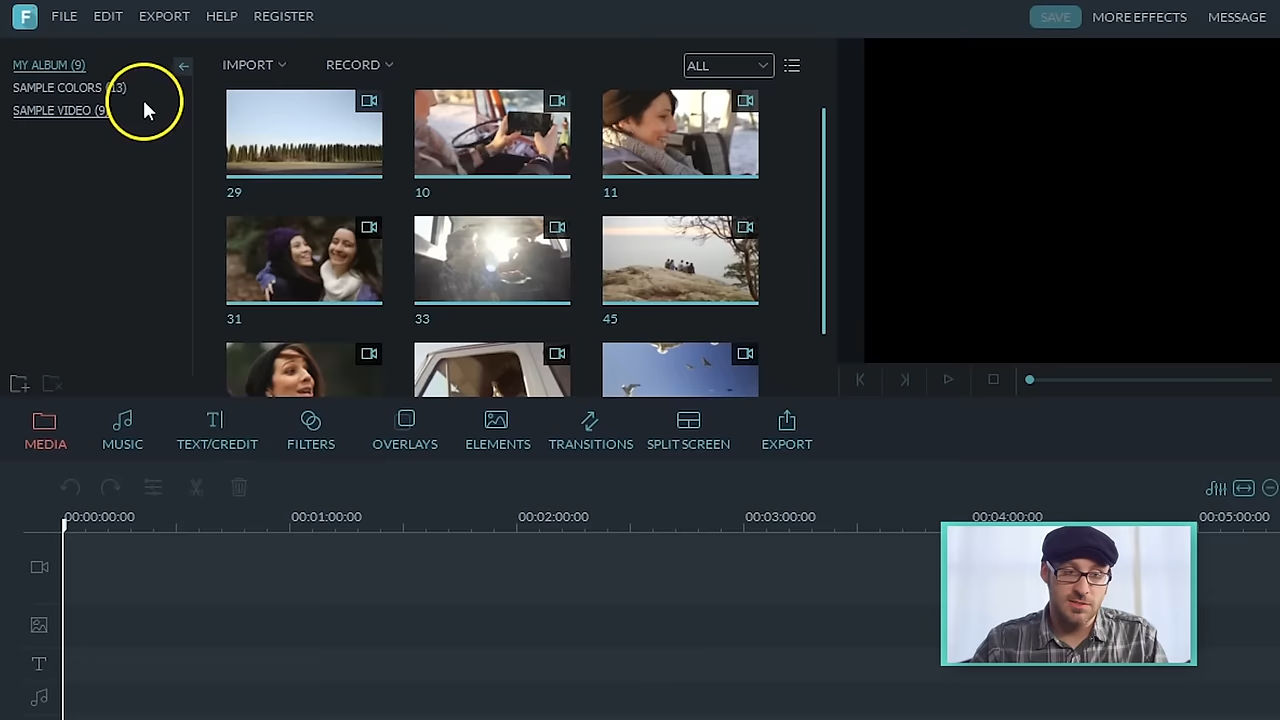 F FILE EDIT EXPORT HELP REGISTER SAVE MORE EFFECTS MESSAGE
MY ALBUM (9) IMPORT RECORD ALL
SAMPLE COLORS (13)
SAMPLE VIDEO (9)
29 10 11
31 33 45
MEDIA MUSIC TEXT/CREDIT FILTERS OVERLAYS ELEMENTS TRANSITIONS SPLIT SCREEN EXPORT
00:00:00:00 00:01:00:00 00:02:00:00 00:03:00:00 00:04:00:00 00:05:00:00
T